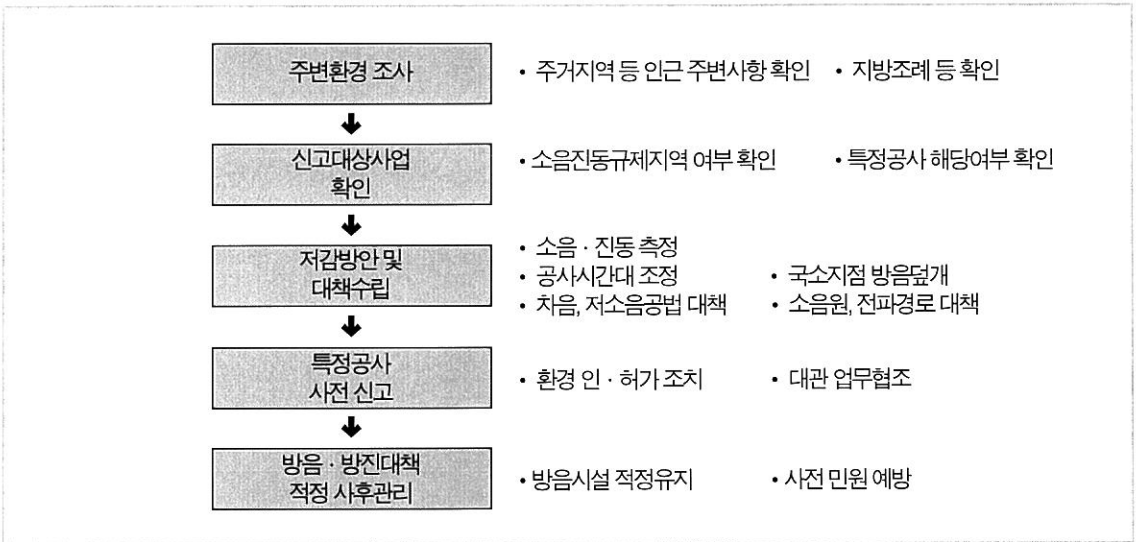 주변환경 조사
• 주거지역 등 인근 주변사항 확인 • 지방조례 등 확인
신고대상사업
확인
• 소음진동규제지역 여부 확인 • 특정공사 해당여부 확인
저감방안 및
대책수립
• 소음 · 진동 측정
• 공사시간대 조정 • 국소지점 방음덮개
• 차음, 저소음공법 대책 • 소음원, 전파경로 대책
특정공사
사전 신고
• 환경 인 · 허가 조치 • 대관 업무협조
방음 · 방진대책
적정 사후관리
• 방음시설 적정유지 • 사전 민원 예방